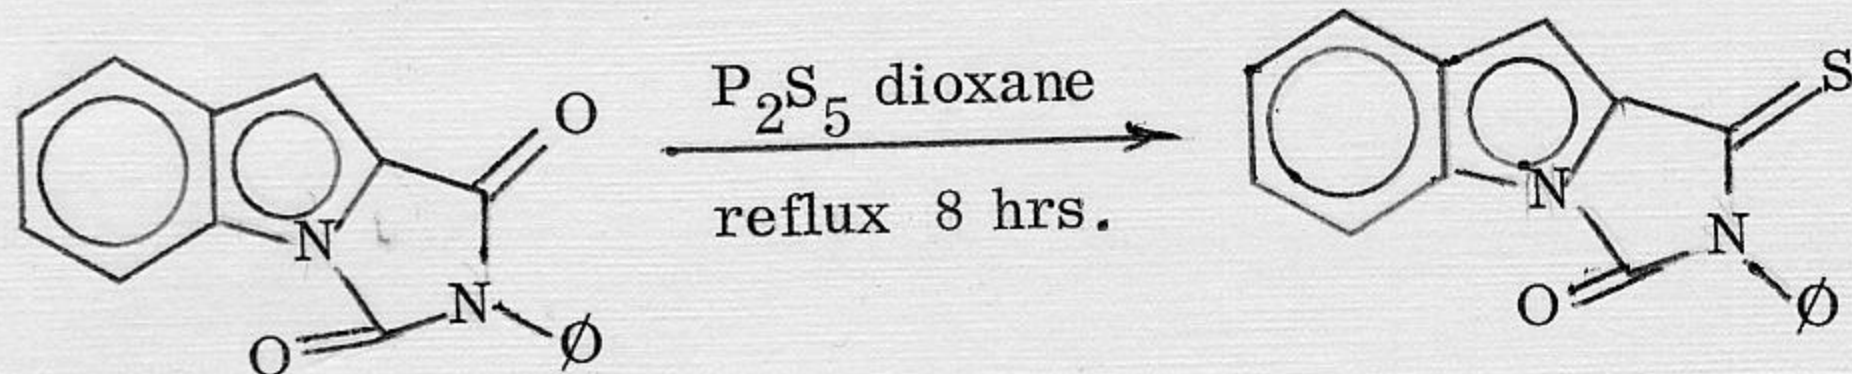 O
N
N
O
Ø
P₂S₅ dioxane
reflux 8 hrs.
S
N
N
O
Ø